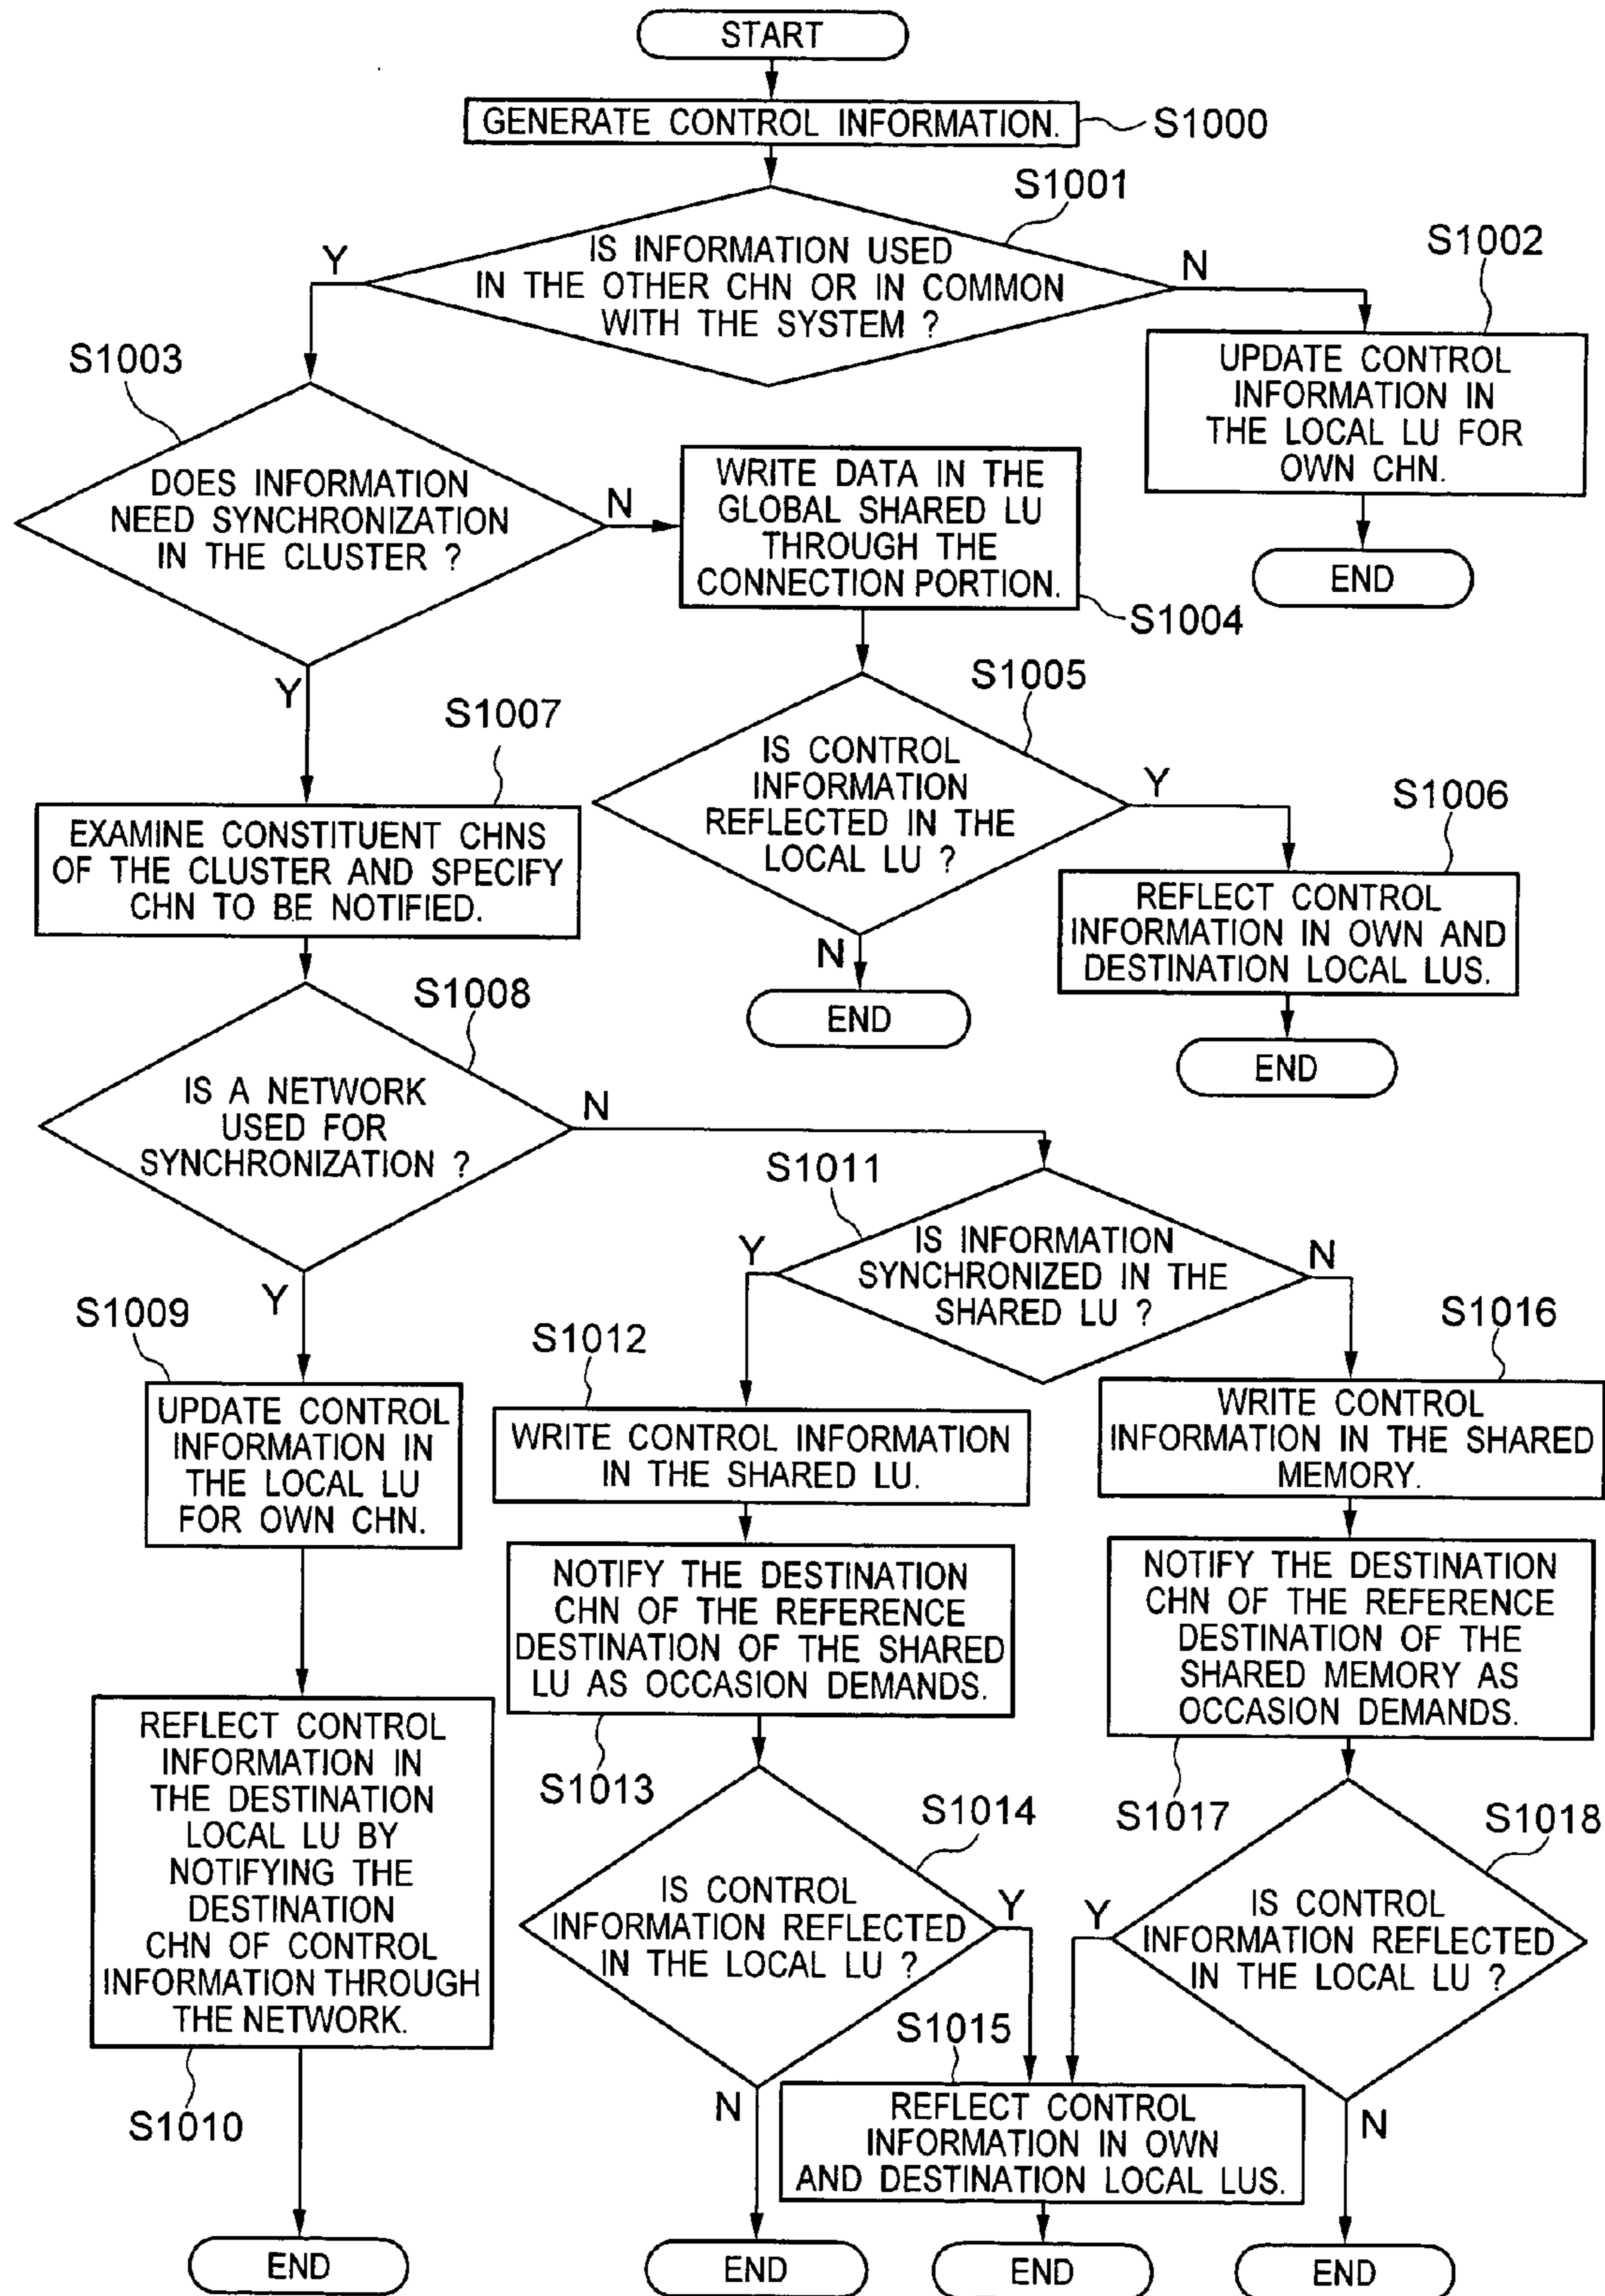 START
GENERATE CONTROL INFORMATION.
S1000
S1001
IS INFORMATION USED
IN THE OTHER CHN OR IN COMMON
WITH THE SYSTEM ?
Y
N
S1002
UPDATE CONTROL
INFORMATION IN
THE LOCAL LU FOR
OWN CHN.
END
S1003
DOES INFORMATION
NEED SYNCHRONIZATION
IN THE CLUSTER ?
N
Y
WRITE DATA IN THE
GLOBAL SHARED LU
THROUGH THE
CONNECTION PORTION.
S1004
S1005
IS CONTROL
INFORMATION
REFLECTED IN THE
LOCAL LU ?
Y
N
END
S1006
REFLECT CONTROL
INFORMATION IN OWN AND
DESTINATION LOCAL LUS.
END
S1007
EXAMINE CONSTITUENT CHNS
OF THE CLUSTER AND SPECIFY
CHN TO BE NOTIFIED.
S1008
IS A NETWORK
USED FOR
SYNCHRONIZATION ?
N
Y
S1009
UPDATE CONTROL
INFORMATION IN
THE LOCAL LU
FOR OWN CHN.
REFLECT CONTROL
INFORMATION IN
THE DESTINATION
LOCAL LU BY
NOTIFYING THE
DESTINATION
CHN OF CONTROL
INFORMATION THROUGH
THE NETWORK.
S1010
END
S1011
IS INFORMATION
SYNCHRONIZED IN THE
SHARED LU ?
Y
N
S1012
WRITE CONTROL INFORMATION
IN THE SHARED LU.
NOTIFY THE DESTINATION
CHN OF THE REFERENCE
DESTINATION OF THE SHARED
LU AS OCCASION DEMANDS.
S1013
S1014
IS CONTROL
INFORMATION REFLECTED
IN THE LOCAL LU ?
Y
N
END
S1015
REFLECT CONTROL
INFORMATION IN OWN
AND DESTINATION LOCAL LUS.
END
S1016
WRITE CONTROL
INFORMATION IN THE SHARED
MEMORY.
NOTIFY THE DESTINATION
CHN OF THE REFERENCE
DESTINATION OF THE
SHARED MEMORY AS
OCCASION DEMANDS.
S1017
S1018
IS CONTROL
INFORMATION REFLECTED
IN THE LOCAL LU ?
Y
N
END